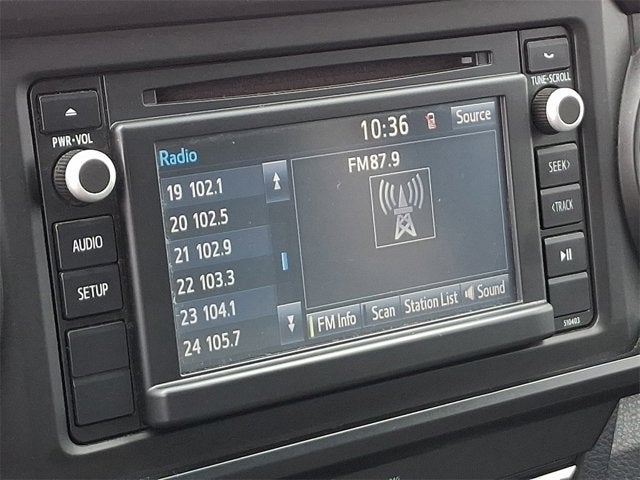 PWR•VOL
AUDIO
SETUP
10:36
Source
Radio
FM87.9
19 102.1
20 102.5
21 102.9
22 103.3
23 104.1
24 105.7
FM Info
Scan
Station List
Sound
TUNE•SCROLL
SEEK>
<TRACK
510403